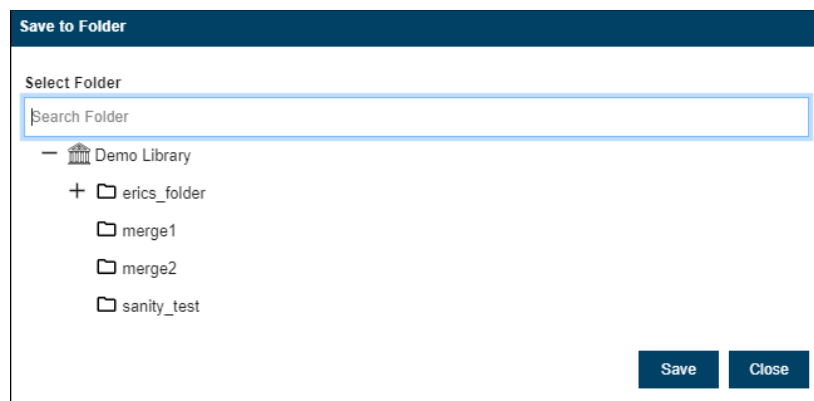 Save to Folder
Select Folder
Search Folder
Demo Library
erics_folder
merge1
merge2
sanity_test
Save Close